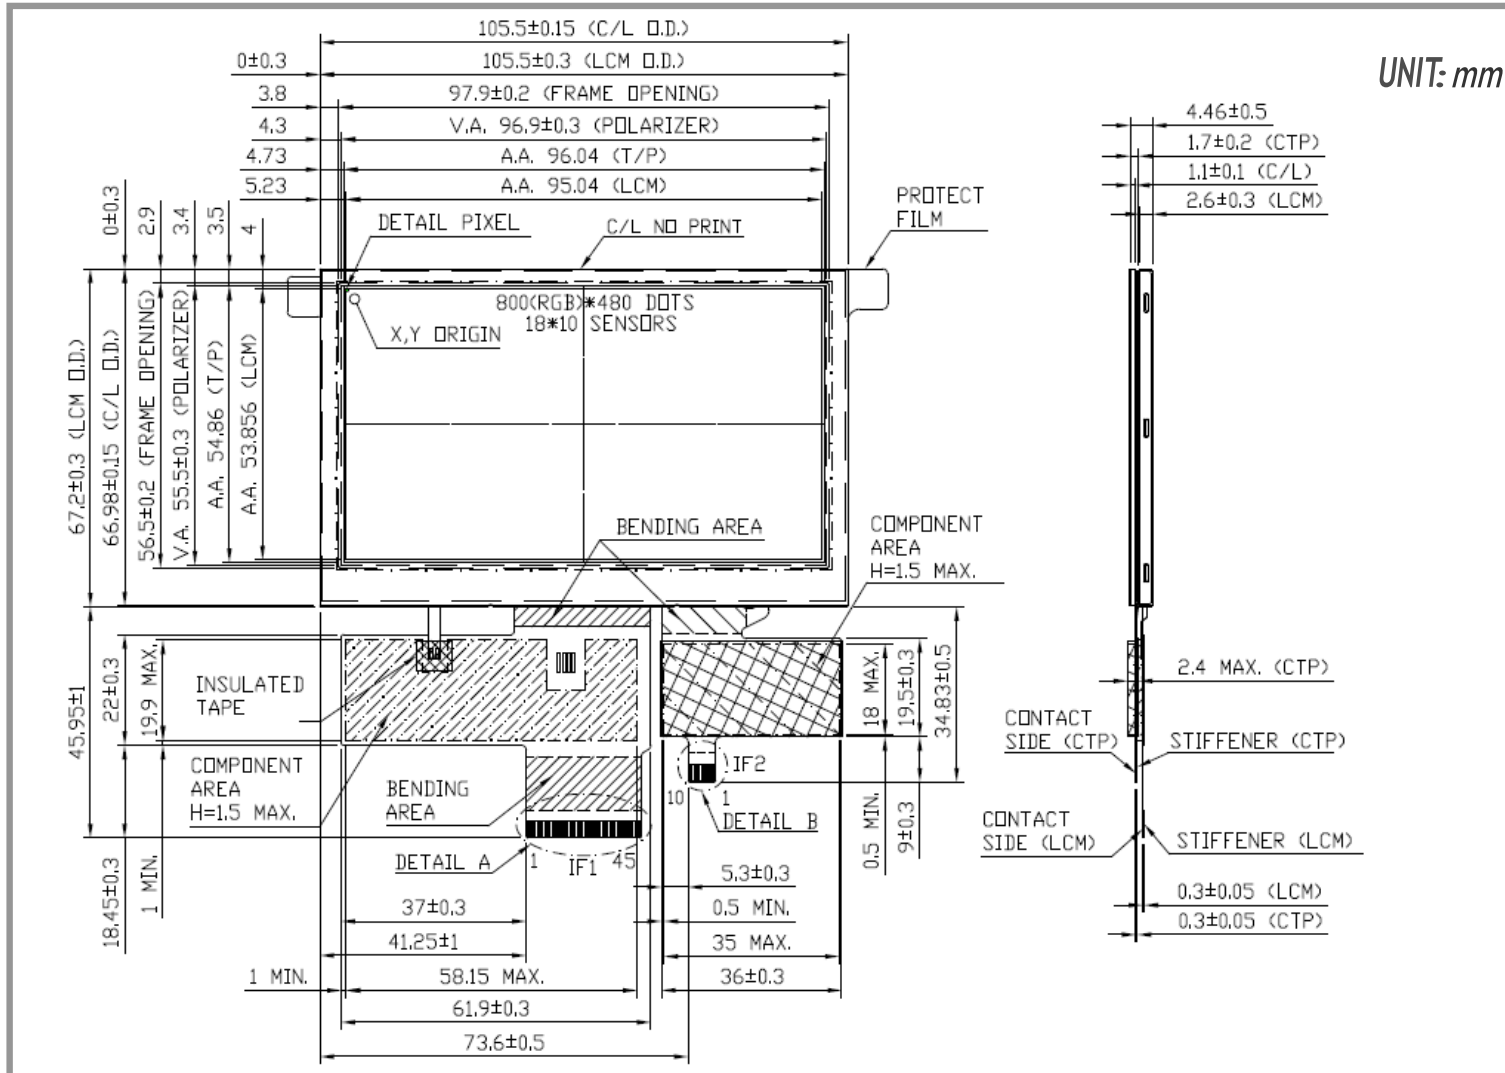 105.5±0.15 (C/L O.D.)
0±0.3
105.5±0.3 (LCM O.D.)
UNIT: mm
3.8
97.9±0.2 (FRAME OPENING)
4.3
V.A. 96.9±0.3 (POLARIZER)
4.73
A.A. 96.04 (T/P)
5.23
A.A. 95.04 (LCM)
4.46±0.5
1.7±0.2 (CTP)
1.1±0.1 (C/L)
2.6±0.3 (LCM)
0±0.3
2.9
3.4
3.5
4
DETAIL PIXEL
C/L NO PRINT
PROTECT
FILM
800(RGB)*480 DOTS
18*10 SENSORS
X,Y ORIGIN
67.2±0.3 (LCM O.D.)
66.98±0.15 (C/L O.D.)
56.5±0.2 (FRAME OPENING)
V.A. 55.5±0.3 (POLARIZER)
A.A. 54.86 (T/P)
A.A. 53.856 (LCM)
BENDING AREA
COMPONENT
AREA
H=1.5 MAX.
45.95±1
22±0.3
19.9 MAX.
INSULATED
TAPE
18 MAX.
19.5±0.3
34.83±0.5
2.4 MAX. (CTP)
CONTACT
SIDE (CTP)
STIFFENER (CTP)
COMPONENT
AREA
H=1.5 MAX.
BENDING
AREA
IF2
10
1
DETAIL B
0.5 MIN.
9±0.3
CONTACT
SIDE (LCM)
STIFFENER (LCM)
18.45±0.3
1 MIN.
DETAIL A
1
IF1
45
5.3±0.3
37±0.3
0.5 MIN.
41.25±1
35 MAX.
0.3±0.05 (LCM)
0.3±0.05 (CTP)
1 MIN.
58.15 MAX.
36±0.3
61.9±0.3
73.6±0.5